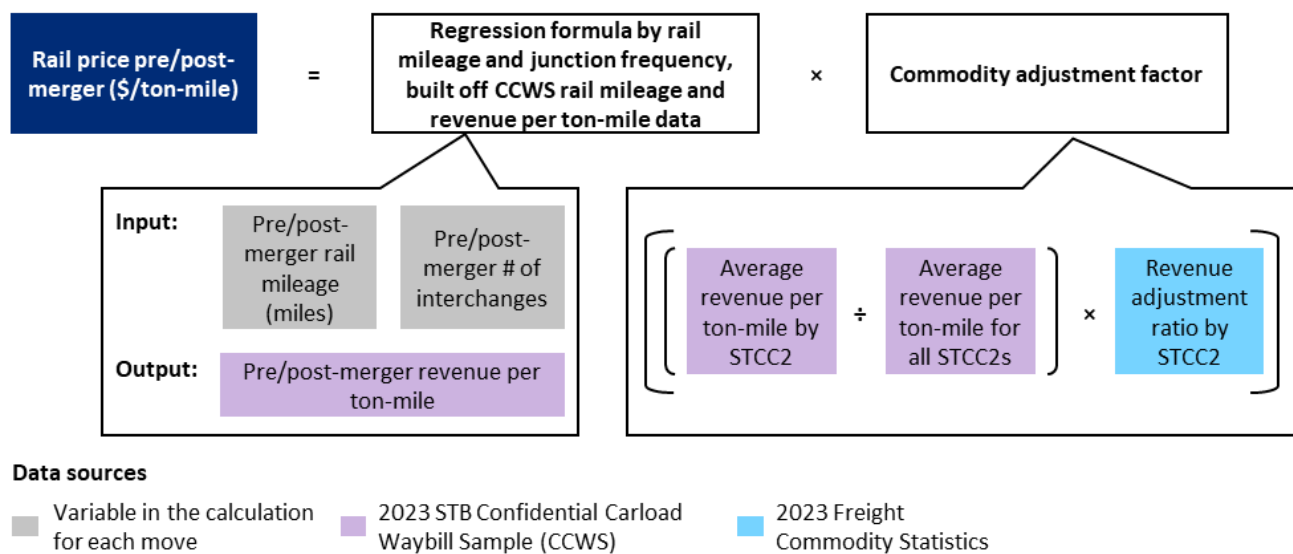 Rail price pre/post-
merger ($/ton-mile)
=
Regression formula by rail
mileage and junction frequency,
built off CCWS rail mileage and
revenue per ton-mile data
×
Commodity adjustment factor
Input:
Pre/post-
merger rail
mileage
(miles)
Pre/post-
merger # of
interchanges
Output:
Pre/post-merger revenue per
ton-mile
Average
revenue per
ton-mile by
STCC2
÷
Average
revenue per
ton-mile for
all STCC2s
×
Revenue
adjustment
ratio by
STCC2
Data sources
Variable in the calculation
for each move
2023 STB Confidential Carload
Waybill Sample (CCWS)
2023 Freight
Commodity Statistics